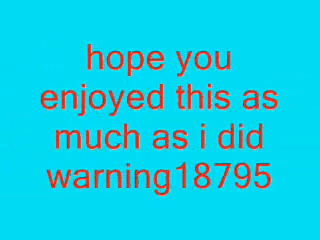 hope you
enjoyed this as
much as i did
warning18795